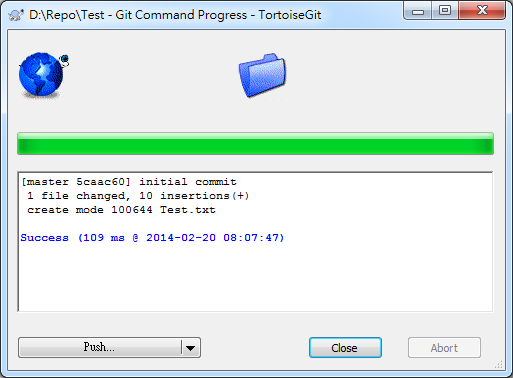 D:\Repo\Test - Git Command Progress - TortoiseGit
[master 5caac60] initial commit
1 file changed, 10 insertions(+)
create mode 100644 Test.txt
Success (109 ms @ 2014-02-20 08:07:47)
Push...
Close
Abort